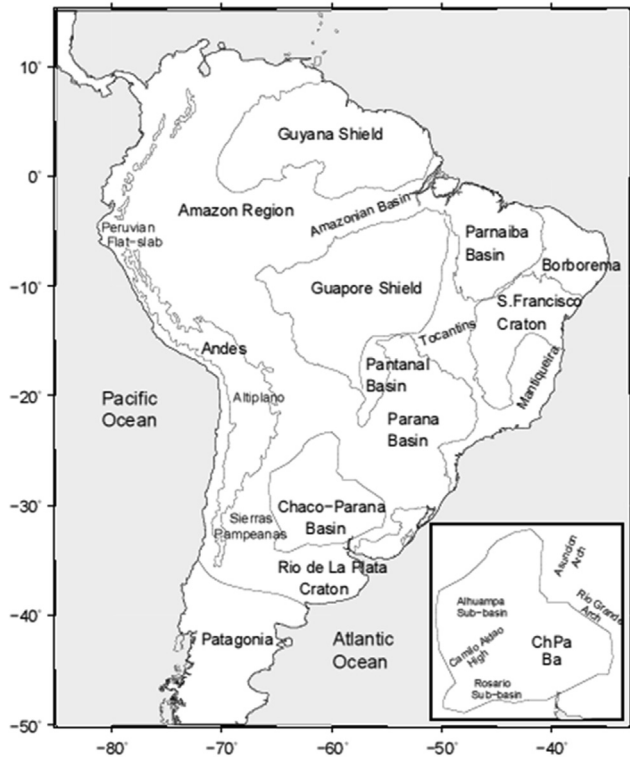 10°
0°
−10°
−20°
−30°
−40°
−50°
−80°
−70°
−60°
−50°
−40°
Guyana Shield
Amazon Region
Amazonian Basin
Peruvian
Flat-slab
Parnaiba
Basin
Borborema
Guapore Shield
S.Francisco
Craton
Tocantins
Andes
Pantanal
Basin
Mantiqueira
Altiplano
Pacific
Ocean
Parana
Basin
Chaco-Parana
Basin
Sierras
Pampeanas
Rio de La Plata
Craton
Patagonia
Atlantic
Ocean
Asuncion
Arch
Rio Grande
Arch
Alhuampa
Sub-basin
Camilo Aldao
High
ChPa
Ba
Rosario
Sub-basin